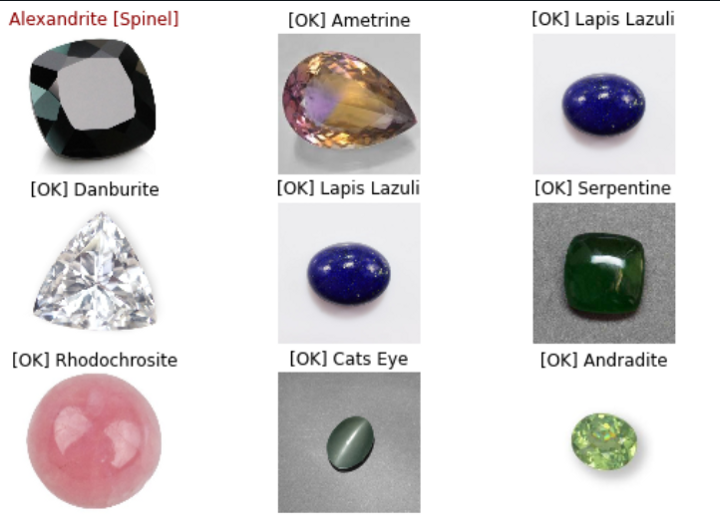 Alexandrite [Spinel]
[OK] Ametrine
[OK] Lapis Lazuli
[OK] Danburite
[OK] Lapis Lazuli
[OK] Serpentine
[OK] Rhodochrosite
[OK] Cats Eye
[OK] Andradite